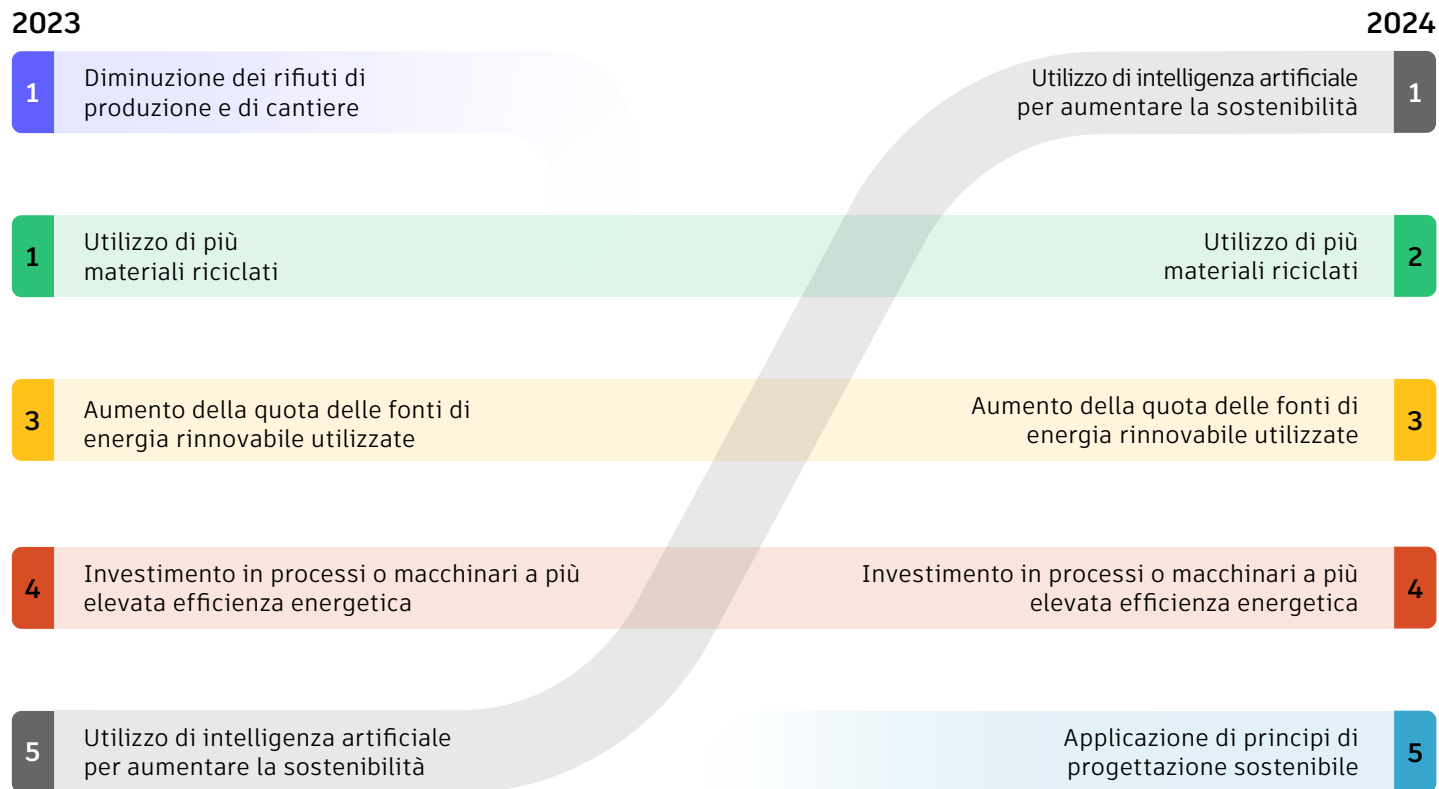 2023
2024
1
Diminuzione dei rifiuti di
produzione e di cantiere
Utilizzo di intelligenza artificiale
per aumentare la sostenibilità
1
1
Utilizzo di più
materiali riciclati
Utilizzo di più
materiali riciclati
2
3
Aumento della quota delle fonti di
energia rinnovabile utilizzate
Aumento della quota delle fonti di
energia rinnovabile utilizzate
3
4
Investimento in processi o macchinari a più
elevata efficienza energetica
Investimento in processi o macchinari a più
elevata efficienza energetica
4
5
Utilizzo di intelligenza artificiale
per aumentare la sostenibilità
Applicazione di principi di
progettazione sostenibile
5